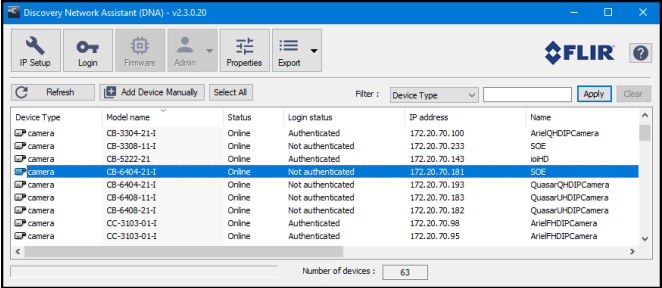 Discovery Network Assistant (DNA) - v2.3.0.20
IP Setup Login Firmware Admin Properties Export FLIR
Refresh Add Device Manually Select All Filter : Device Type Apply Clear
Device Type Model name Status Login status IP address Name
camera CB-3304-21-I Online Authenticated 172.20.70.100 ArielQHDIPCamera
camera CB-3308-11-I Online Not authenticated 172.20.70.233 SOE
camera CB-5222-21 Online Authenticated 172.20.70.143 ioiHD
camera CB-6404-21-I Online Not authenticated 172.20.70.181 SOE
camera CB-6404-21-I Online Not authenticated 172.20.70.193 QuasarQHDIPCamera
camera CB-6408-11-I Online Not authenticated 172.20.70.183 QuasarUHDIPCamera
camera CB-6408-21-I Online Not authenticated 172.20.70.182 QuasarUHDIPCamera
camera CC-3103-01-I Online Authenticated 172.20.70.98 ArielFHDIPCamera
camera CC-3103-01-I Online Authenticated 172.20.70.95 ArielFHDIPCamera
Number of devices : 63